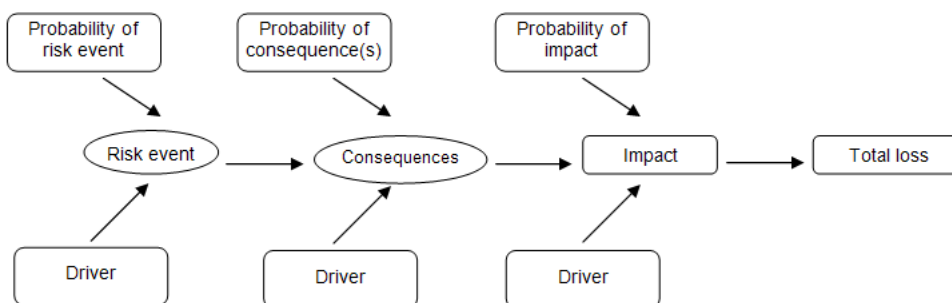 Probability of
risk event
Probability of
consequence(s)
Probability of
impact
Risk event
Consequences
Impact
Total loss
Driver
Driver
Driver